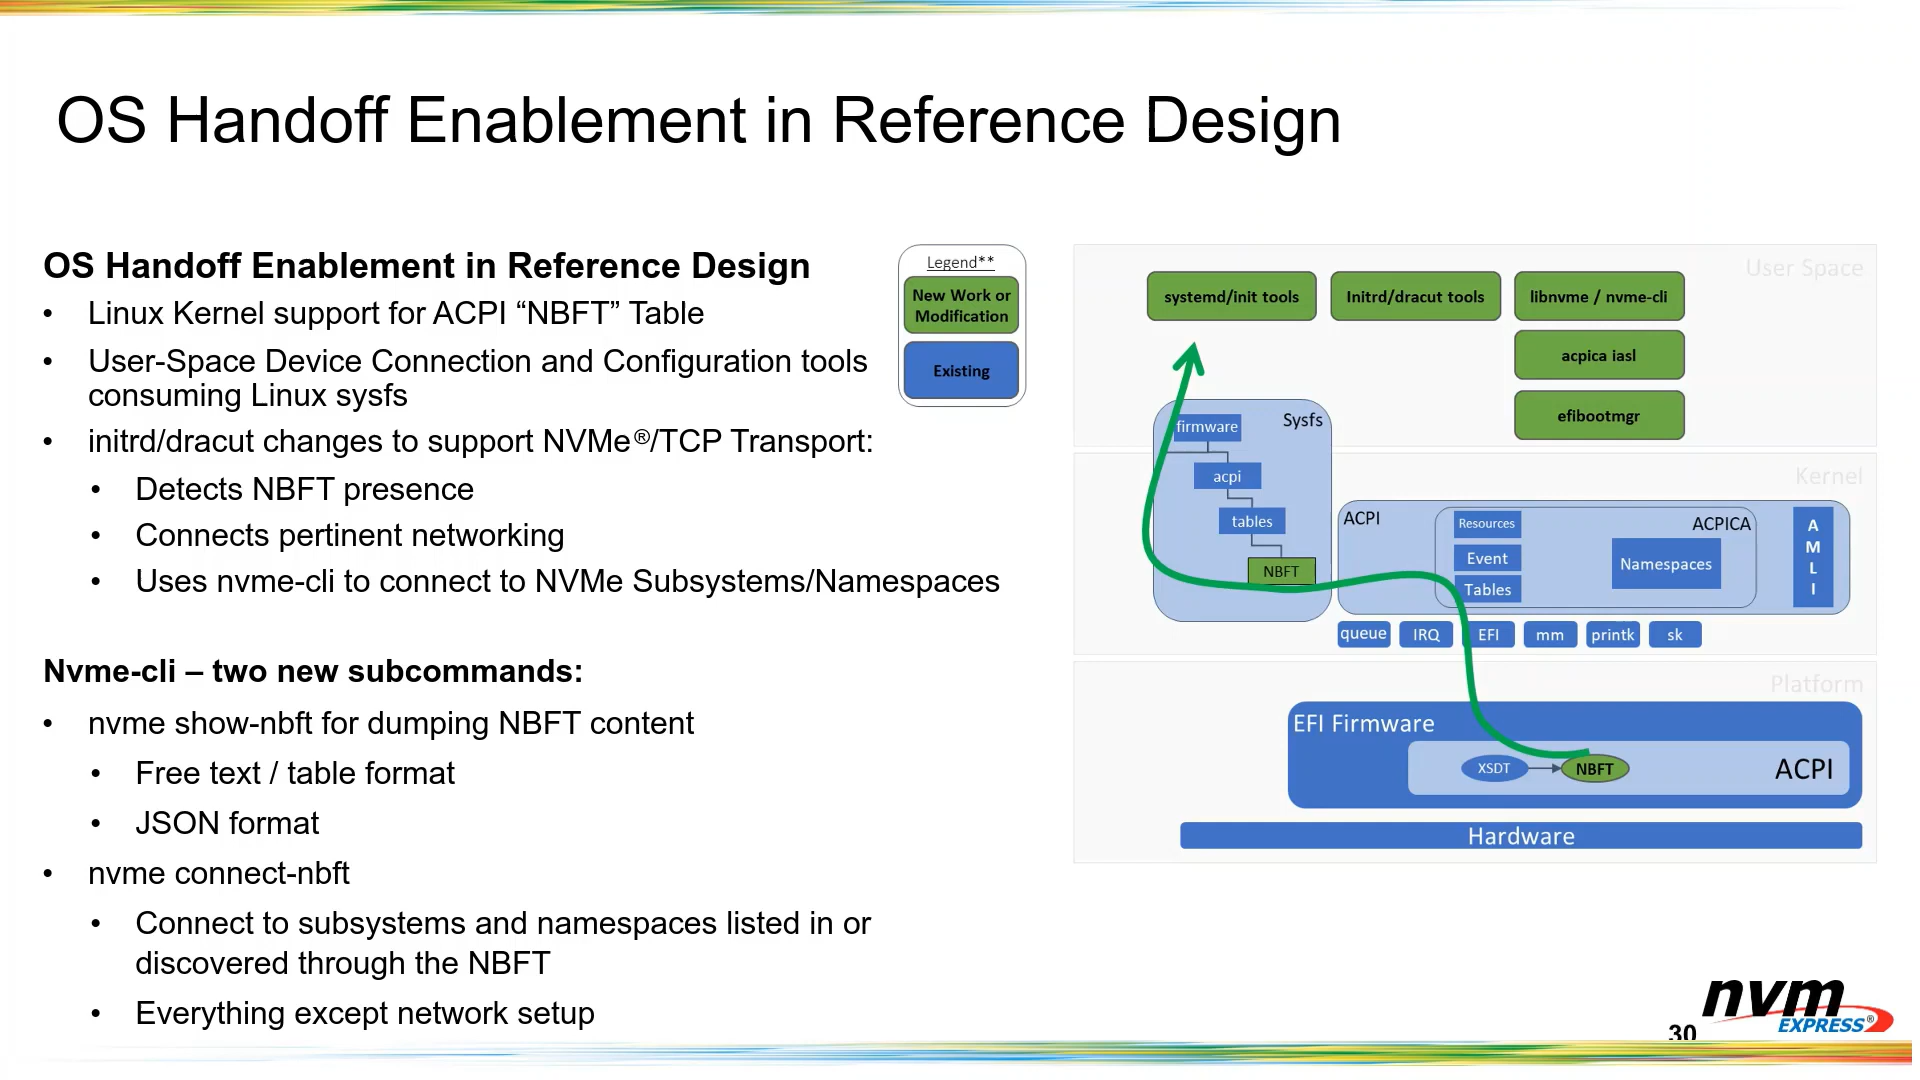 OS Handoff Enablement in Reference Design
OS Handoff Enablement in Reference Design
• Linux Kernel support for ACPI “NBFT” Table
• User-Space Device Connection and Configuration tools
consuming Linux sysfs
• initrd/dracut changes to support NVMe®/TCP Transport:
• Detects NBFT presence
• Connects pertinent networking
• Uses nvme-cli to connect to NVMe Subsystems/Namespaces
Nvme-cli – two new subcommands:
• nvme show-nbft for dumping NBFT content
• Free text / table format
• JSON format
• nvme connect-nbft
• Connect to subsystems and namespaces listed in or
discovered through the NBFT
• Everything except network setup
Legend**
New Work or
Modification
Existing
User Space
systemd/init tools
Initrd/dracut tools
libnvme / nvme-cli
acpica iasl
efibootmgr
Kernel
Sysfs
firmware
acpi
tables
NBFT
ACPI
ACPICA
Resources
Event
Tables
Namespaces
A
M
L
I
queue
IRQ
EFI
mm
printk
sk
Platform
EFI Firmware
XSDT
NBFT
ACPI
Hardware
nvm
EXPRESS®
30